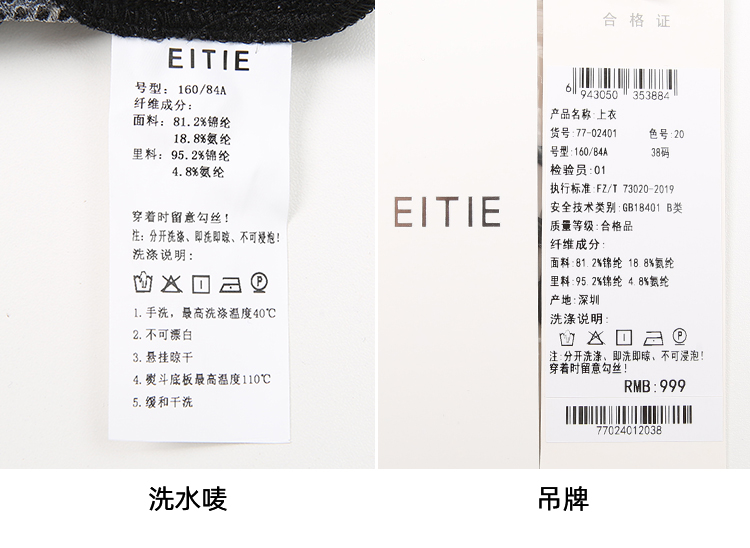 EITIE
号型: 160/84A
纤维成分:
面料: 81.2%锦纶
18.8%氨纶
里料: 95.2%锦纶
4.8%氨纶
穿着时留意勾丝!
注: 分开洗涤、即洗即晾、不可浸泡!
洗涤说明:
P
1.手洗，最高洗涤温度40℃
2.不可漂白
3.悬挂晾干
4.熨斗底板最高温度110℃
5.缓和干洗
洗水唛
EITIE
合格证
6 943050 353884
产品名称:上衣
货号:77-02401 色号:20
号型:160/84A 38码
检验员:01
执行标准:FZ/T 73020-2019
安全技术类别:GB18401 B类
质量等级:合格品
纤维成分:
面料:81.2%锦纶 18.8%氨纶
里料:95.2%锦纶 4.8%氨纶
产地:深圳
洗涤说明:
P
注:分开洗涤、即洗即晾、不可浸泡!
穿着时留意勾丝!
RMB:999
77024012038
吊牌